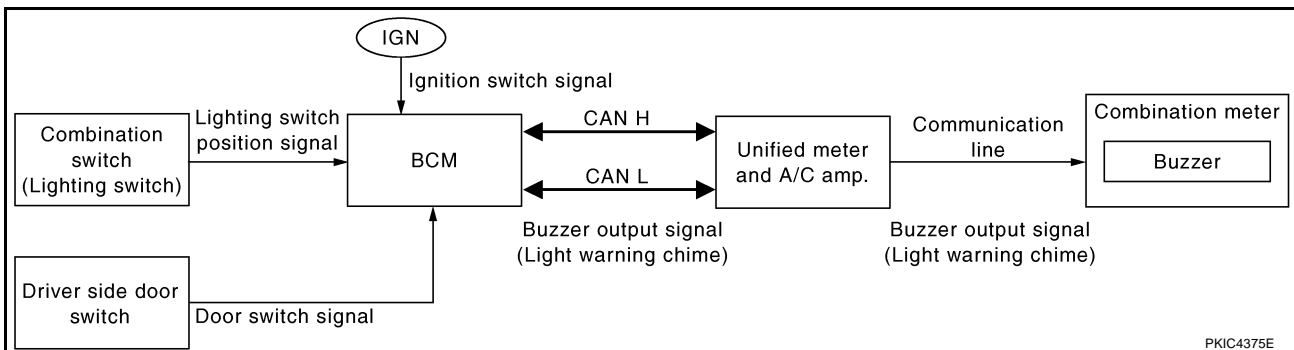 IGN
Ignition switch signal
Combination
switch
(Lighting switch)
Lighting switch
position signal
BCM
CAN H
CAN L
Buzzer output signal
(Light warning chime)
Unified meter
and A/C amp.
Communication
line
Buzzer output signal
(Light warning chime)
Combination meter
Buzzer
Driver side door
switch
Door switch signal
PKIC4375E